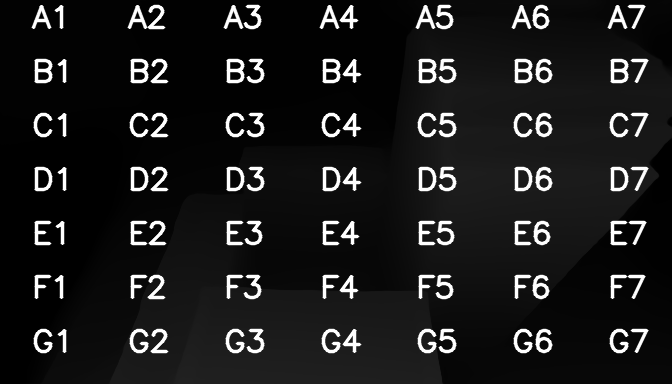 A1 A2 A3 A4 A5 A6 A7
B1 B2 B3 B4 B5 B6 B7
C1 C2 C3 C4 C5 C6 C7
D1 D2 D3 D4 D5 D6 D7
E1 E2 E3 E4 E5 E6 E7
F1 F2 F3 F4 F5 F6 F7
G1 G2 G3 G4 G5 G6 G7